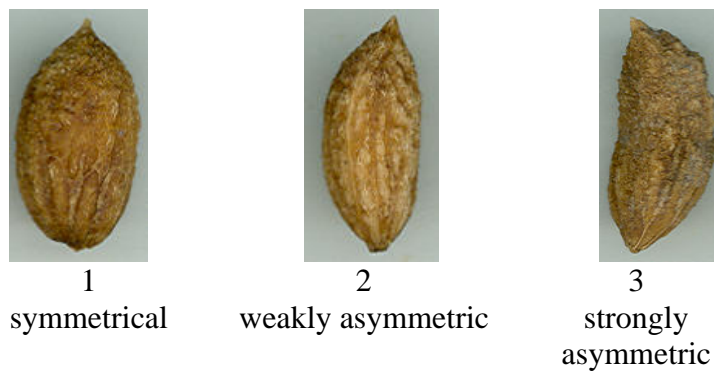 1
symmetrical
2
weakly asymmetric
3
strongly
asymmetric